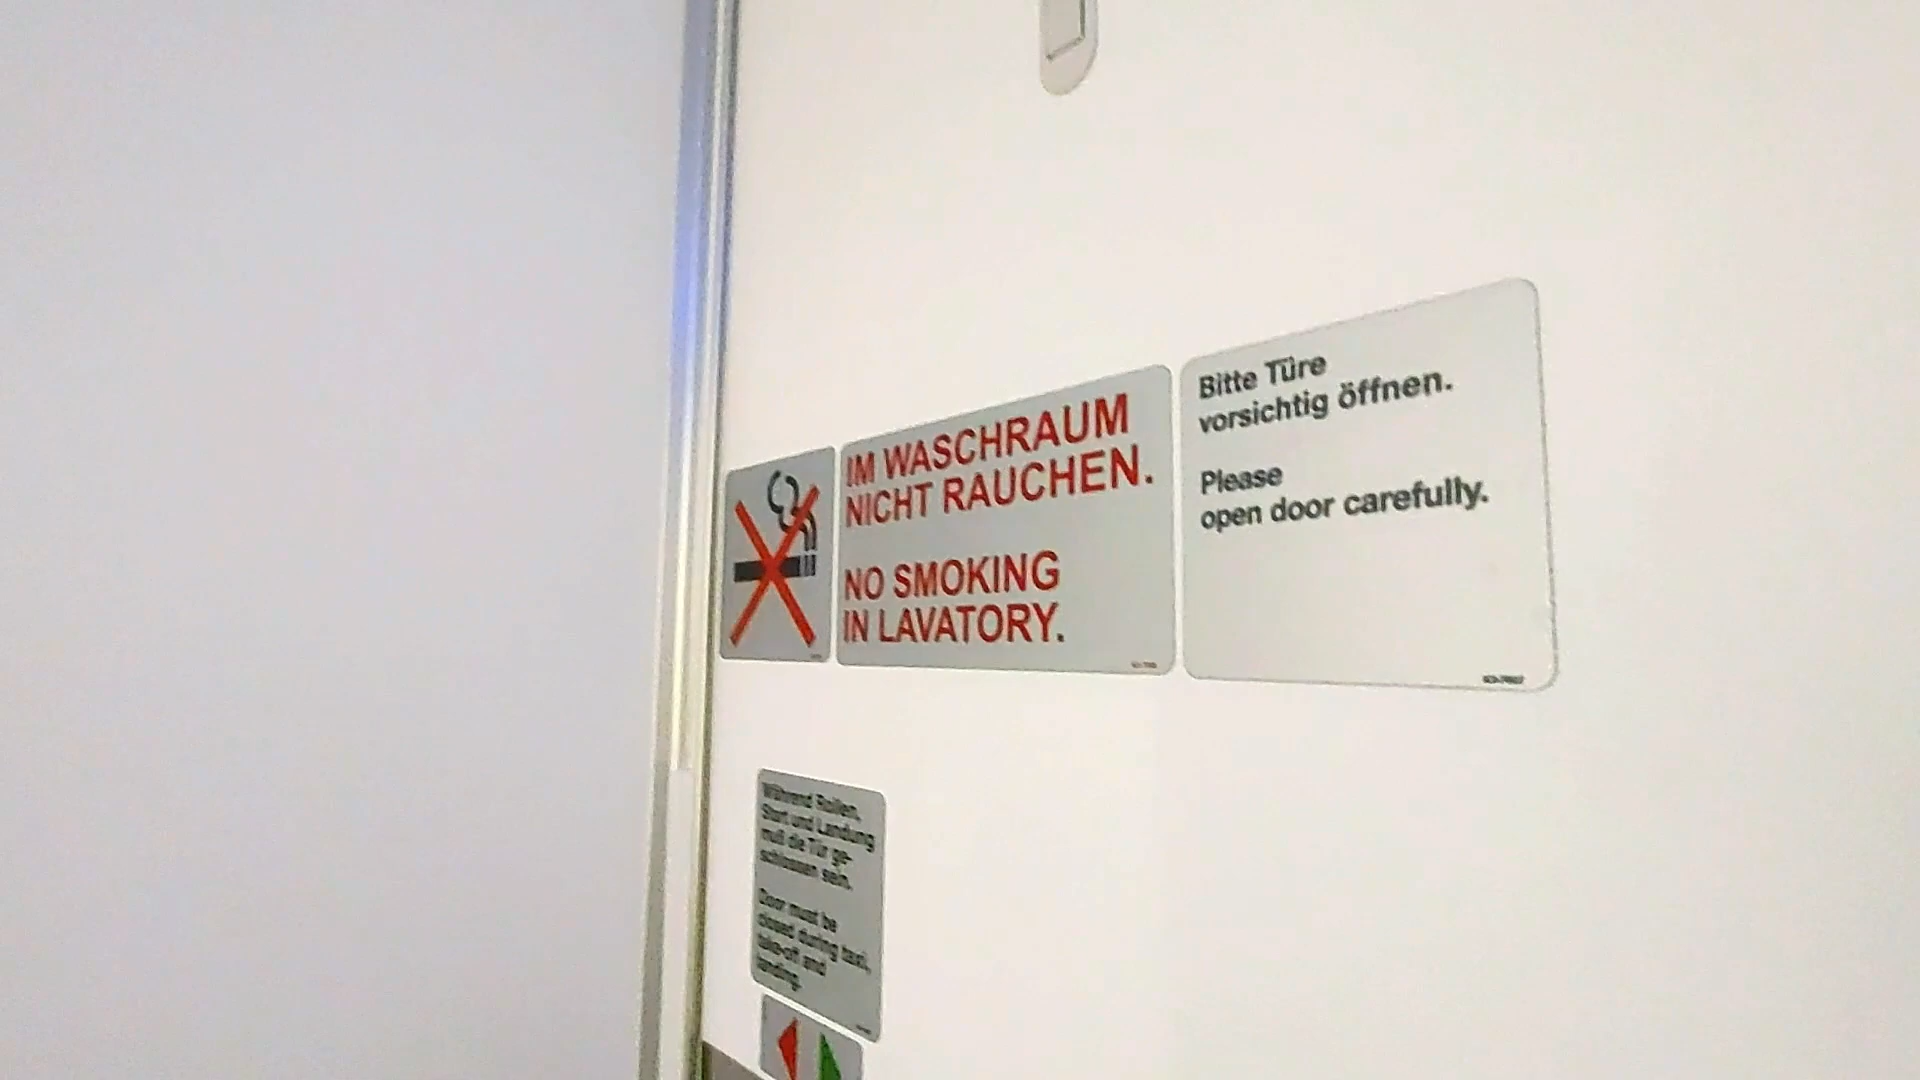 IM WASCHRAUM
NICHT RAUCHEN.
NO SMOKING
IN LAVATORY.
Bitte Türe
vorsichtig öffnen.
Please
open door carefully.
Während Rollen,
Start und Landung
muß die Tür ge-
schlossen sein.
Door must be
closed during taxi,
take-off and
landing.